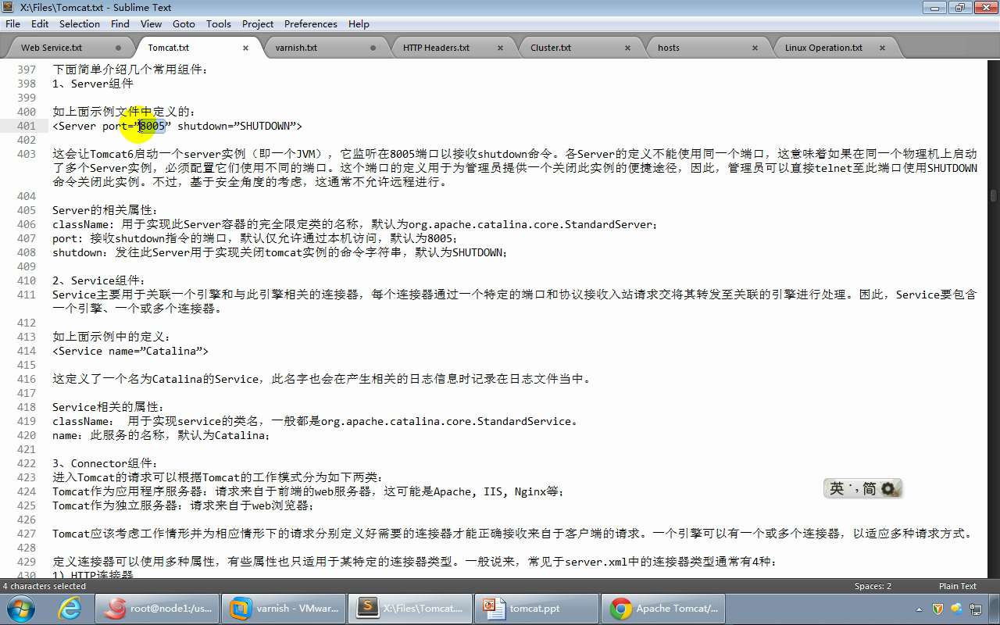 X:\Files\Tomcat.txt - Sublime Text
File Edit Selection Find View Goto Tools Project Preferences Help
Web Service.txt Tomcat.txt varnish.txt HTTP Headers.txt Cluster.txt hosts Linux Operation.txt
397 下面简单介绍几个常用组件：
398 1、Server组件
399
400 如上面示例文件中定义的：
401 <Server port=”8005” shutdown=”SHUTDOWN”>
402
403 这会让Tomcat6启动一个server实例（即一个JVM），它监听在8005端口以接收shutdown命令。各Server的定义不能使用同一个端口，这意味着如果在同一个物理机上启动
了多个Server实例，必须配置它们使用不同的端口。这个端口的定义用于为管理员提供一个关闭此实例的便捷途径，因此，管理员可以直接telnet至此端口使用SHUTDOWN
命令关闭此实例。不过，基于安全角度的考虑，这通常不允许远程进行。
404
405 Server的相关属性：
406 className: 用于实现此Server容器的完全限定类的名称，默认为org.apache.catalina.core.StandardServer；
407 port: 接收shutdown指令的端口，默认仅允许通过本机访问，默认为8005；
408 shutdown：发往此Server用于实现关闭tomcat实例的命令字符串，默认为SHUTDOWN；
409
410 2、Service组件：
411 Service主要用于关联一个引擎和与此引擎相关的连接器，每个连接器通过一个特定的端口和协议接收入站请求交将其转发至关联的引擎进行处理。困此，Service要包含
一个引擎、一个或多个连接器。
412
413 如上面示例中的定义：
414 <Service name=”Catalina”>
415
416 这定义了一个名为Catalina的Service，此名字也会在产生相关的日志信息时记录在日志文件当中。
417
418 Service相关的属性：
419 className： 用于实现service的类名，一般都是org.apache.catalina.core.StandardService。
420 name：此服务的名称，默认为Catalina；
421
422 3、Connector组件：
423 进入Tomcat的请求可以根据Tomcat的工作模式分为如下两类：
424 Tomcat作为应用程序服务器：请求来自于前端的web服务器，这可能是Apache, IIS, Nginx等；
425 Tomcat作为独立服务器：请求来自于web浏览器；
426
427 Tomcat应该考虑工作情形并为相应情形下的请求分别定义好需要的连接器才能正确接收来自于客户端的请求。一个引擎可以有一个或多个连接器，以适应多种请求方式。
428
429 定义连接器可以使用多种属性，有些属性也只适用于某特定的连接器类型。一般说来，常见于server.xml中的连接器类型通常有4种：
430 1) HTTP连接器
英 简
4 characters selected Spaces: 2 Plain Text
root@node1:/us... varnish - VMwar... X:\Files\Tomcat.... tomcat.ppt Apache Tomcat/...